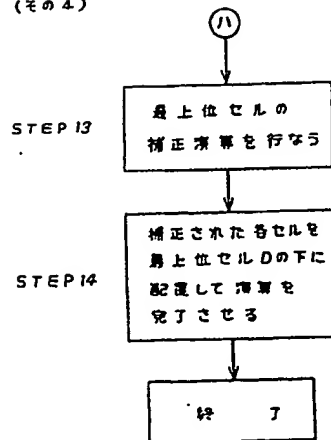 (その4)
ハ
STEP 13
最上位セルの
補正演算を行なう
STEP 14
補正された各セルを
最上位セルDの下に
配置して演算を
完了させる
終 了